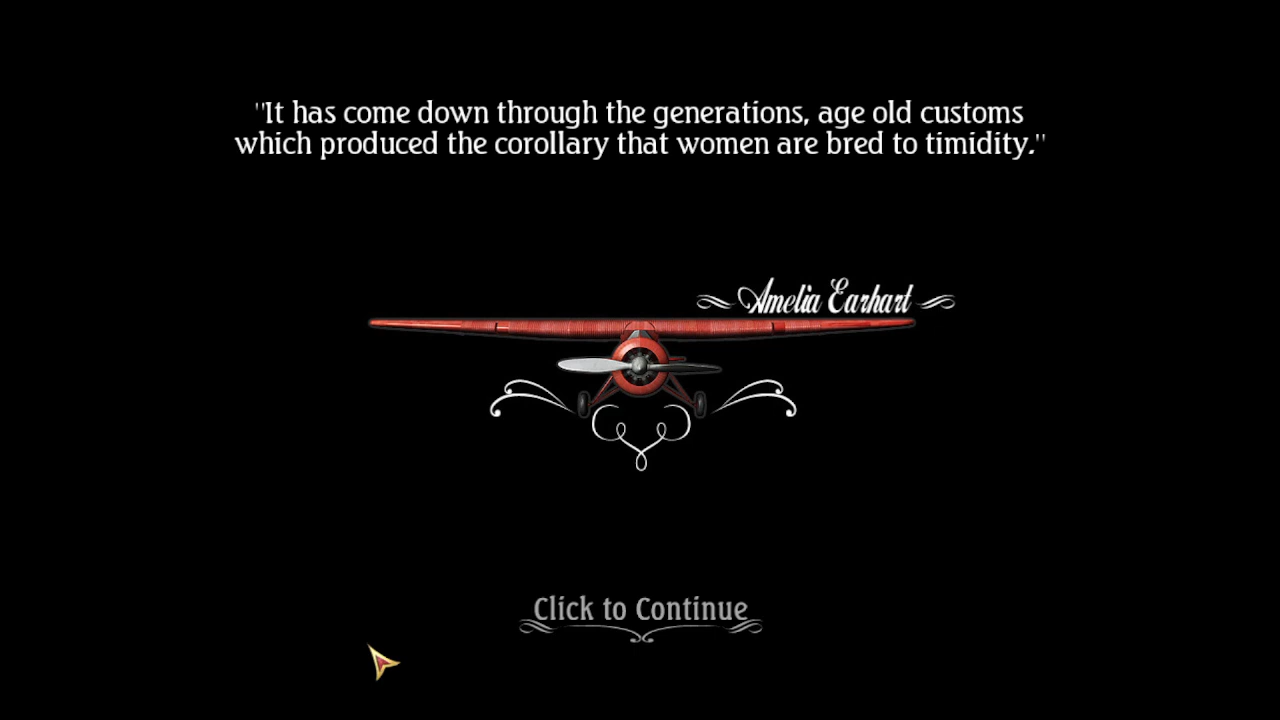 "It has come down through the generations, age old customs
which produced the corollary that women are bred to timidity."
Amelia Earhart
Click to Continue